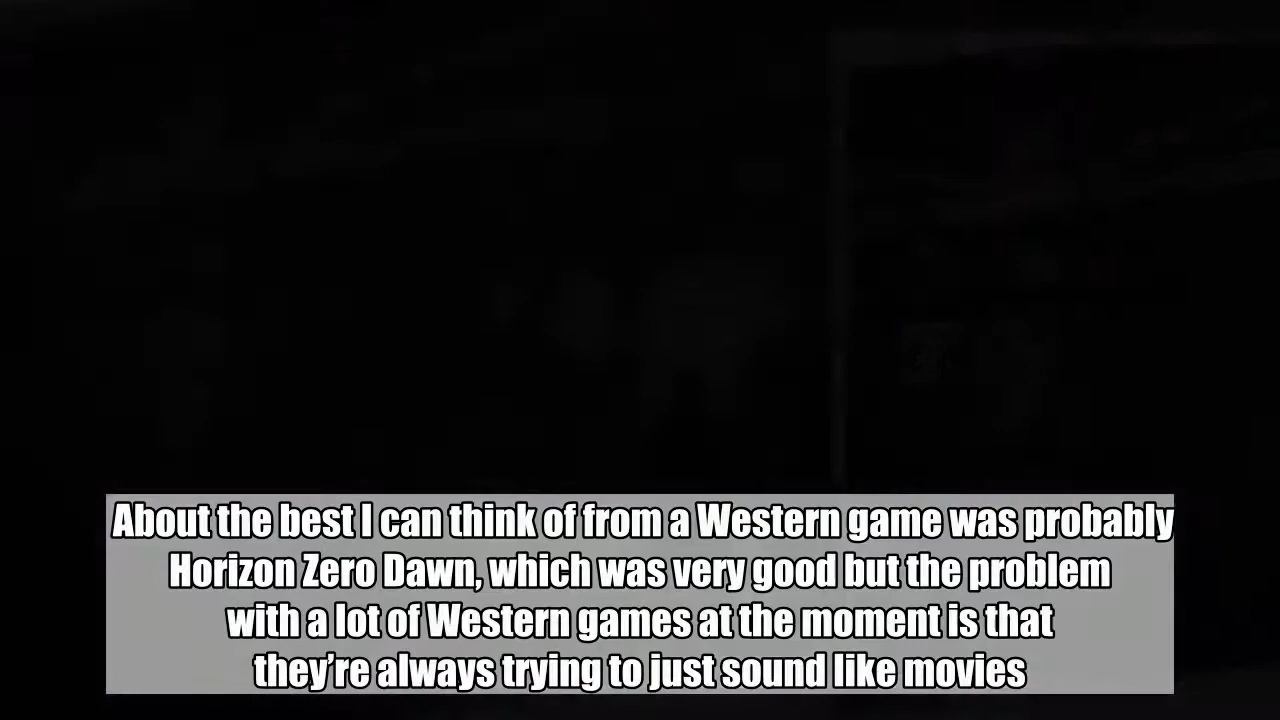 About the best I can think of from a Western game was probably
Horizon Zero Dawn, which was very good but the problem
with a lot of Western games at the moment is that
they’re always trying to just sound like movies